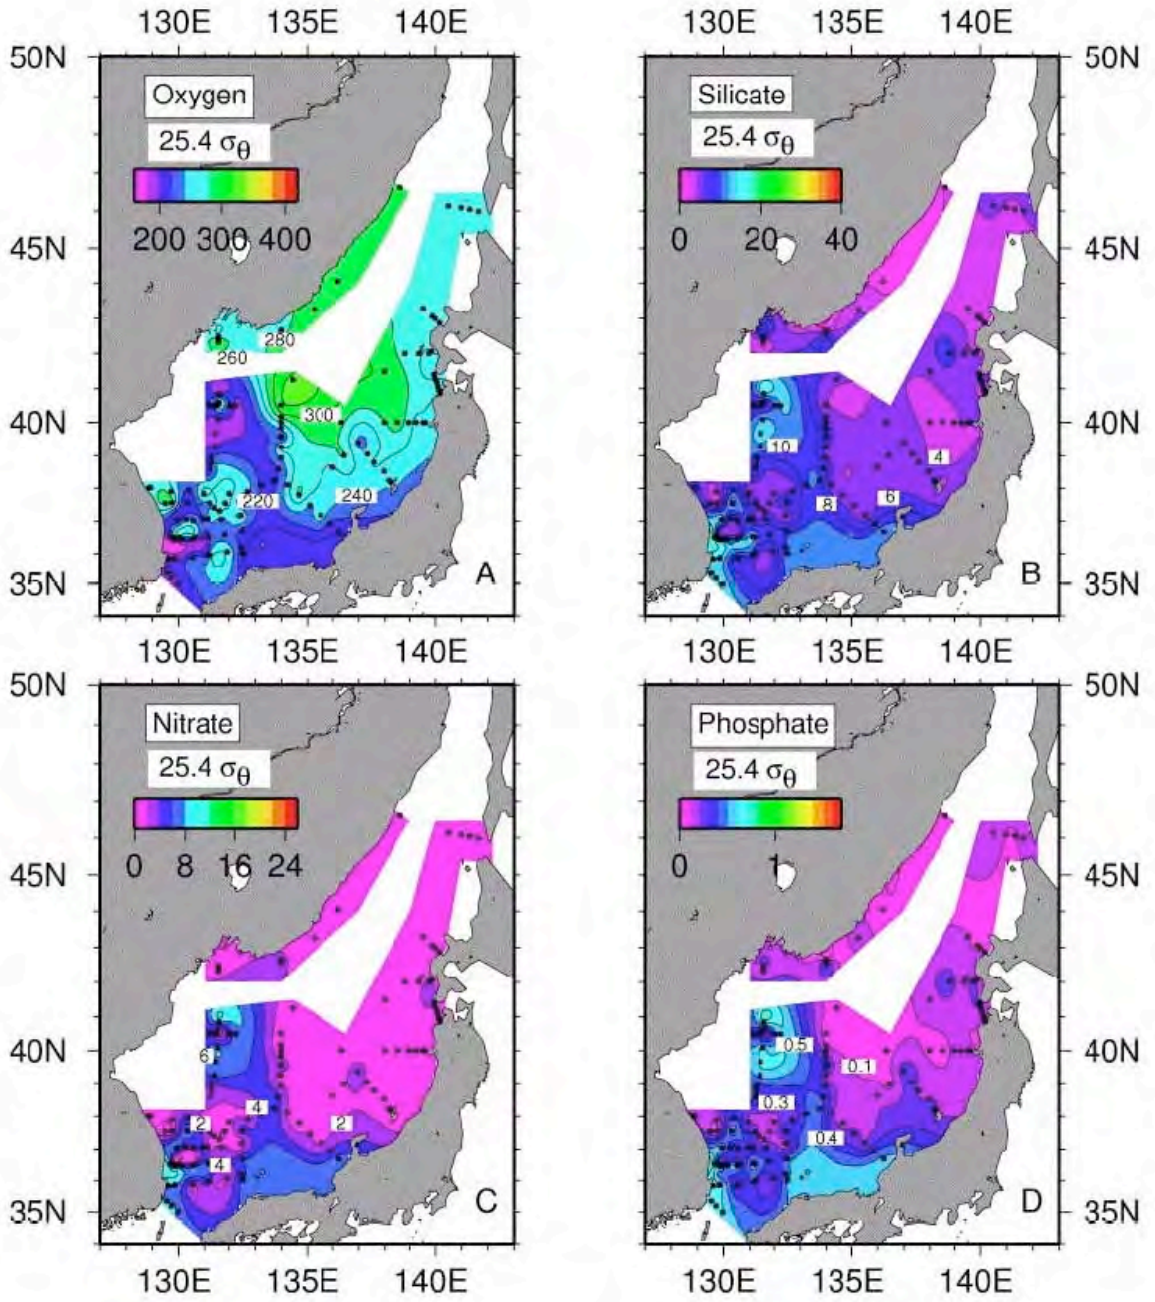 130E 135E 140E 130E 135E 140E
50N 50N
Oxygen Silicate
25.4 σθ 25.4 σθ
200 300 400 0 20 40
45N 45N
280
260
300
40N 40N
10
4
220 240 8 6
35N A B 35N
130E 135E 140E 130E 135E 140E
50N 50N
Nitrate Phosphate
25.4 σθ 25.4 σθ
0 8 16 24 0 1
45N 45N
6 0.5
40N 40N
0.1
4 0.3
2 2 0.4
4
35N C D 35N
130E 135E 140E 130E 135E 140E